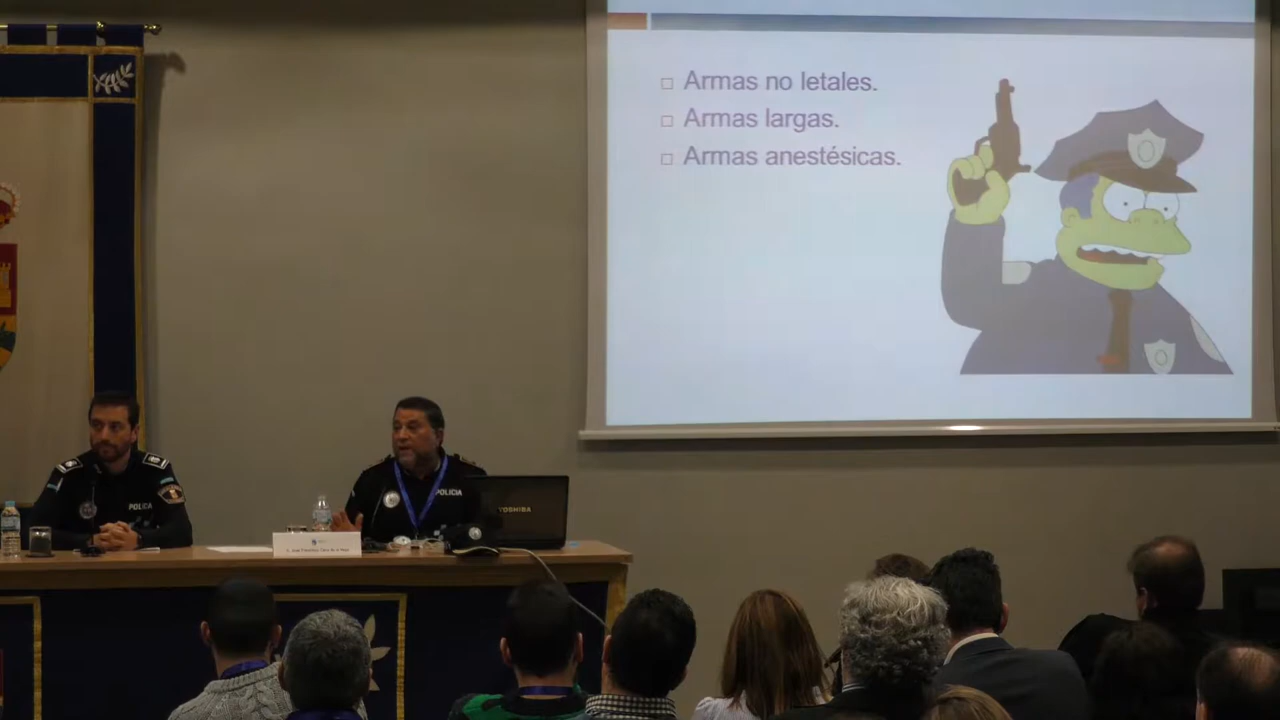 Armas no letales.
Armas largas.
Armas anestésicas.
POLICIA
POLICIA
TOSHIBA